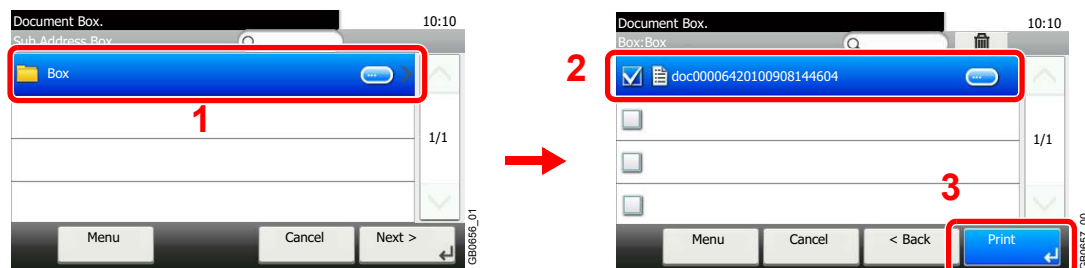 Document Box.
10:10
Sub Address Box
Box
1
1/1
Menu
Cancel
Next >
GB0656_01
Document Box.
10:10
Box:Box
2
doc00006420100908144604
1/1
3
Menu
Cancel
< Back
Print
GB0657_00